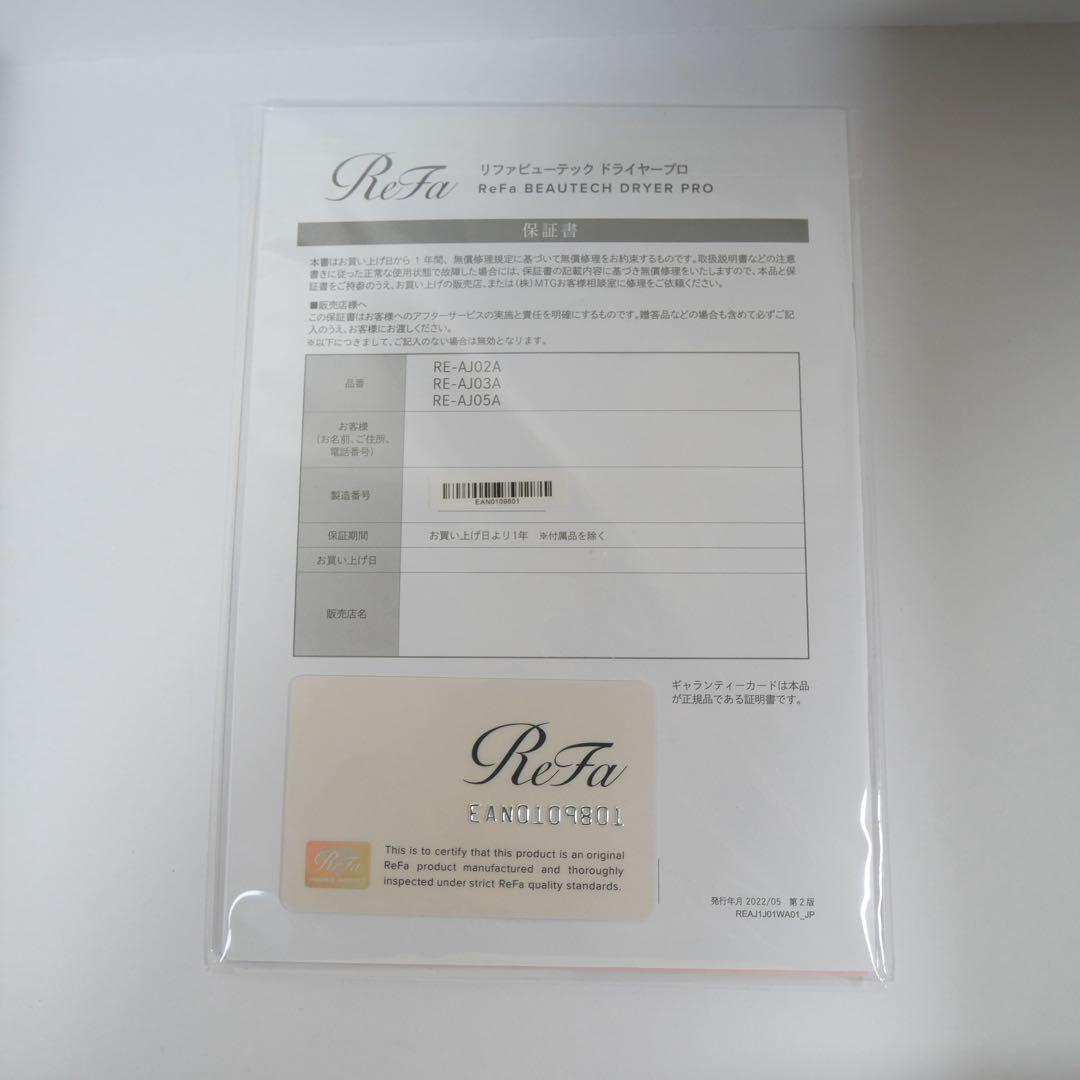 ReFa
リファビューテック ドライヤープロ
ReFa BEAUTECH DRYER PRO
保証書
本書はお買い上げ日から 1 年間、無償修理規定に基づいて無償修理をお約束するものです。取扱説明書などの注意
書きに従った正常な使用状態で故障した場合には、保証書の記載内容に基づき無償修理をいたしますので、本品と保
証書をご持参のうえ、お買い上げの販売店、または（株）MTGお客様相談室に修理をご依頼ください。
■販売店様へ
この保証書はお客様へのアフターサービスの実施と責任を明確にするものです。贈答品などの場合も含めて必ずご記
入のうえ、お客様にお渡しください。
※以下につきまして、ご記入のない場合は無効となります。
品番
RE-AJ02A
RE-AJ03A
RE-AJ05A
お客様
（お名前、ご住所、
電話番号）
製造番号
EAN0109801
保証期間
お買い上げ日より1年 ※付属品を除く
お買い上げ日
販売店名
ギャランティーカードは本品
が正規品である証明書です。
ReFa
EAN0109801
ReFa
This is to certify that this product is an original
ReFa product manufactured and thoroughly
inspected under strict ReFa quality standards.
発行年月 2022/05 第2版
REAJ1J01WA01_JP